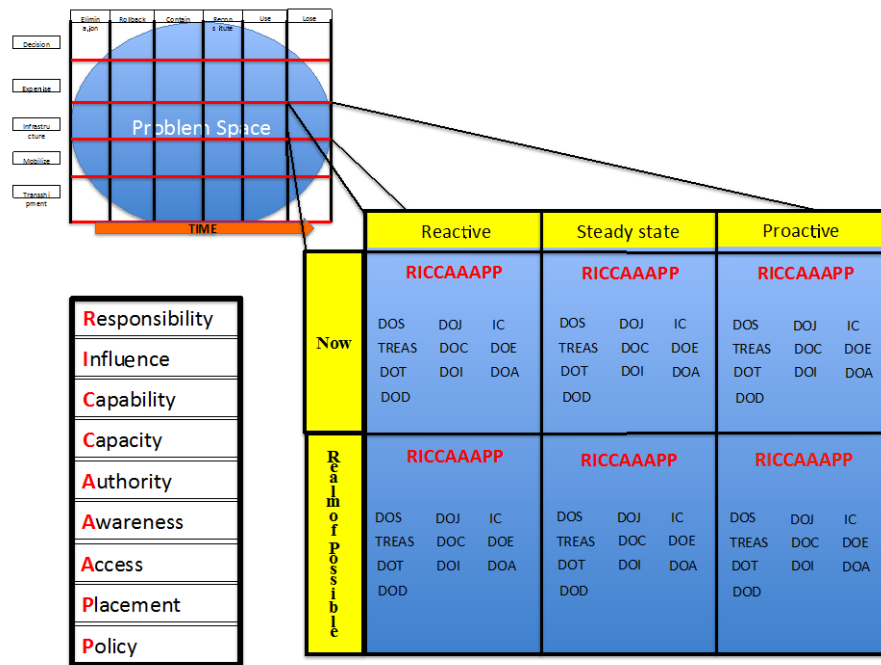 Elimin Rollback Contain Recon Use Lose
a,ion s itute
Decision
Expenise
Infrastru
cture
Mobilize
Transshi
pment
Problem Space
TIME
Reactive Steady state Proactive
Now
RICCAAAPP RICCAAAPP RICCAAAPP
DOS DOJ IC DOS DOJ IC DOS DOJ IC
TREAS DOC DOE TREAS DOC DOE TREAS DOC DOE
DOT DOI DOA DOT DOI DOA DOT DOI DOA
DOD DOD DOD
Realm of Possible
RICCAAAPP RICCAAAPP RICCAAAPP
DOS DOJ IC DOS DOJ IC DOS DOJ IC
TREAS DOC DOE TREAS DOC DOE TREAS DOC DOE
DOT DOI DOA DOT DOI DOA DOT DOI DOA
DOD DOD DOD
Responsibility
Influence
Capability
Capacity
Authority
Awareness
Access
Placement
Policy